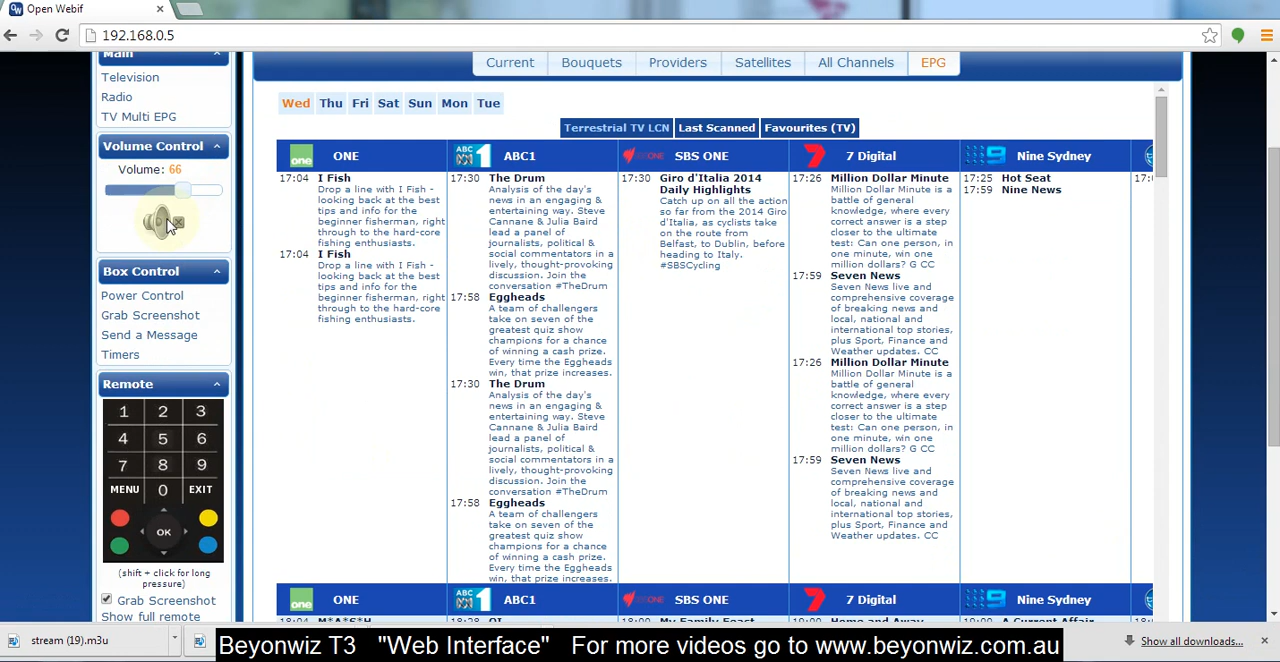 Open Webif
192.168.0.5
Main
Television
Radio
TV Multi EPG
Volume Control
Volume: 66
Box Control
Power Control
Grab Screenshot
Send a Message
Timers
Remote
1 2 3
4 5 6
7 8 9
MENU 0 EXIT
OK
(shift + click for long
pressure)
Grab Screenshot
Show full remote
Current Bouquets Providers Satellites All Channels EPG
Wed Thu Fri Sat Sun Mon Tue
Terrestrial TV LCN Last Scanned Favourites (TV)
one ONE
17:04 I Fish
Drop a line with I Fish -
looking back at the best
tips and info for the
beginner fisherman, right
through to the hard-core
fishing enthusiasts.
17:04 I Fish
Drop a line with I Fish -
looking back at the best
tips and info for the
beginner fisherman, right
through to the hard-core
fishing enthusiasts.
ABC 1 ABC1
17:30 The Drum
Analysis of the day's
news in an engaging &
entertaining way. Steve
Cannane & Julia Baird
lead a panel of
journalists, political &
social commentators in a
lively, thought-provoking
discussion. Join the
conversation #TheDrum
17:58 Eggheads
A team of challengers
take on seven of the
greatest quiz show
champions for a chance
of winning a cash prize.
Every time the Eggheads
win, that prize increases.
17:30 The Drum
Analysis of the day's
news in an engaging &
entertaining way. Steve
Cannane & Julia Baird
lead a panel of
journalists, political &
social commentators in a
lively, thought-provoking
discussion. Join the
conversation #TheDrum
17:58 Eggheads
A team of challengers
take on seven of the
greatest quiz show
champions for a chance
of winning a cash prize.
Every time the Eggheads
win, that prize increases.
SBS ONE
17:30 Giro d'Italia 2014
Daily Highlights
Catch up on all the action
so far from the 2014 Giro
d'Italia, as cyclists take
on the route from
Belfast, to Dublin, before
heading to Italy.
#SBSCycling
7 7 Digital
17:26 Million Dollar Minute
Million Dollar Minute is a
battle of general
knowledge, where every
correct answer is a step
closer to the ultimate
test: Can one person, in
one minute, win one
million dollars? G CC
17:59 Seven News
Seven News live and
comprehensive coverage
of breaking news and
local, national and
international top stories,
plus Sport, Finance and
Weather updates. CC
17:26 Million Dollar Minute
Million Dollar Minute is a
battle of general
knowledge, where every
correct answer is a step
closer to the ultimate
test: Can one person, in
one minute, win one
million dollars? G CC
17:59 Seven News
Seven News live and
comprehensive coverage
of breaking news and
local, national and
international top stories,
plus Sport, Finance and
Weather updates. CC
9 Nine Sydney
17:25 Hot Seat
17:59 Nine News
one ONE ABC 1 ABC1 SBS ONE 7 7 Digital 9 Nine Sydney
stream (19).m3u
Beyonwiz T3 "Web Interface" For more videos go to www.beyonwiz.com.au
Show all downloads...